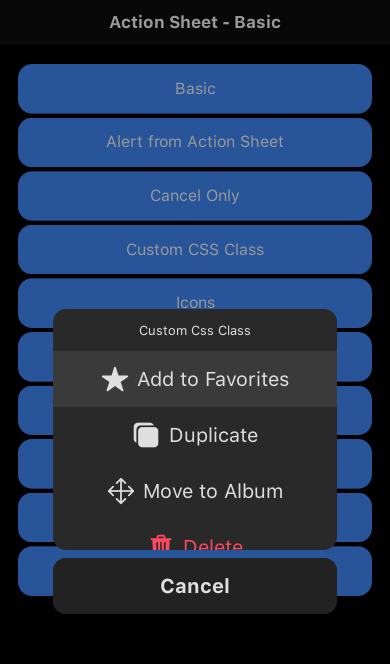 Action Sheet - Basic
Basic
Alert from Action Sheet
Cancel Only
Custom CSS Class
Icons
Custom Css Class
Add to Favorites
Duplicate
Move to Album
Delete
Cancel